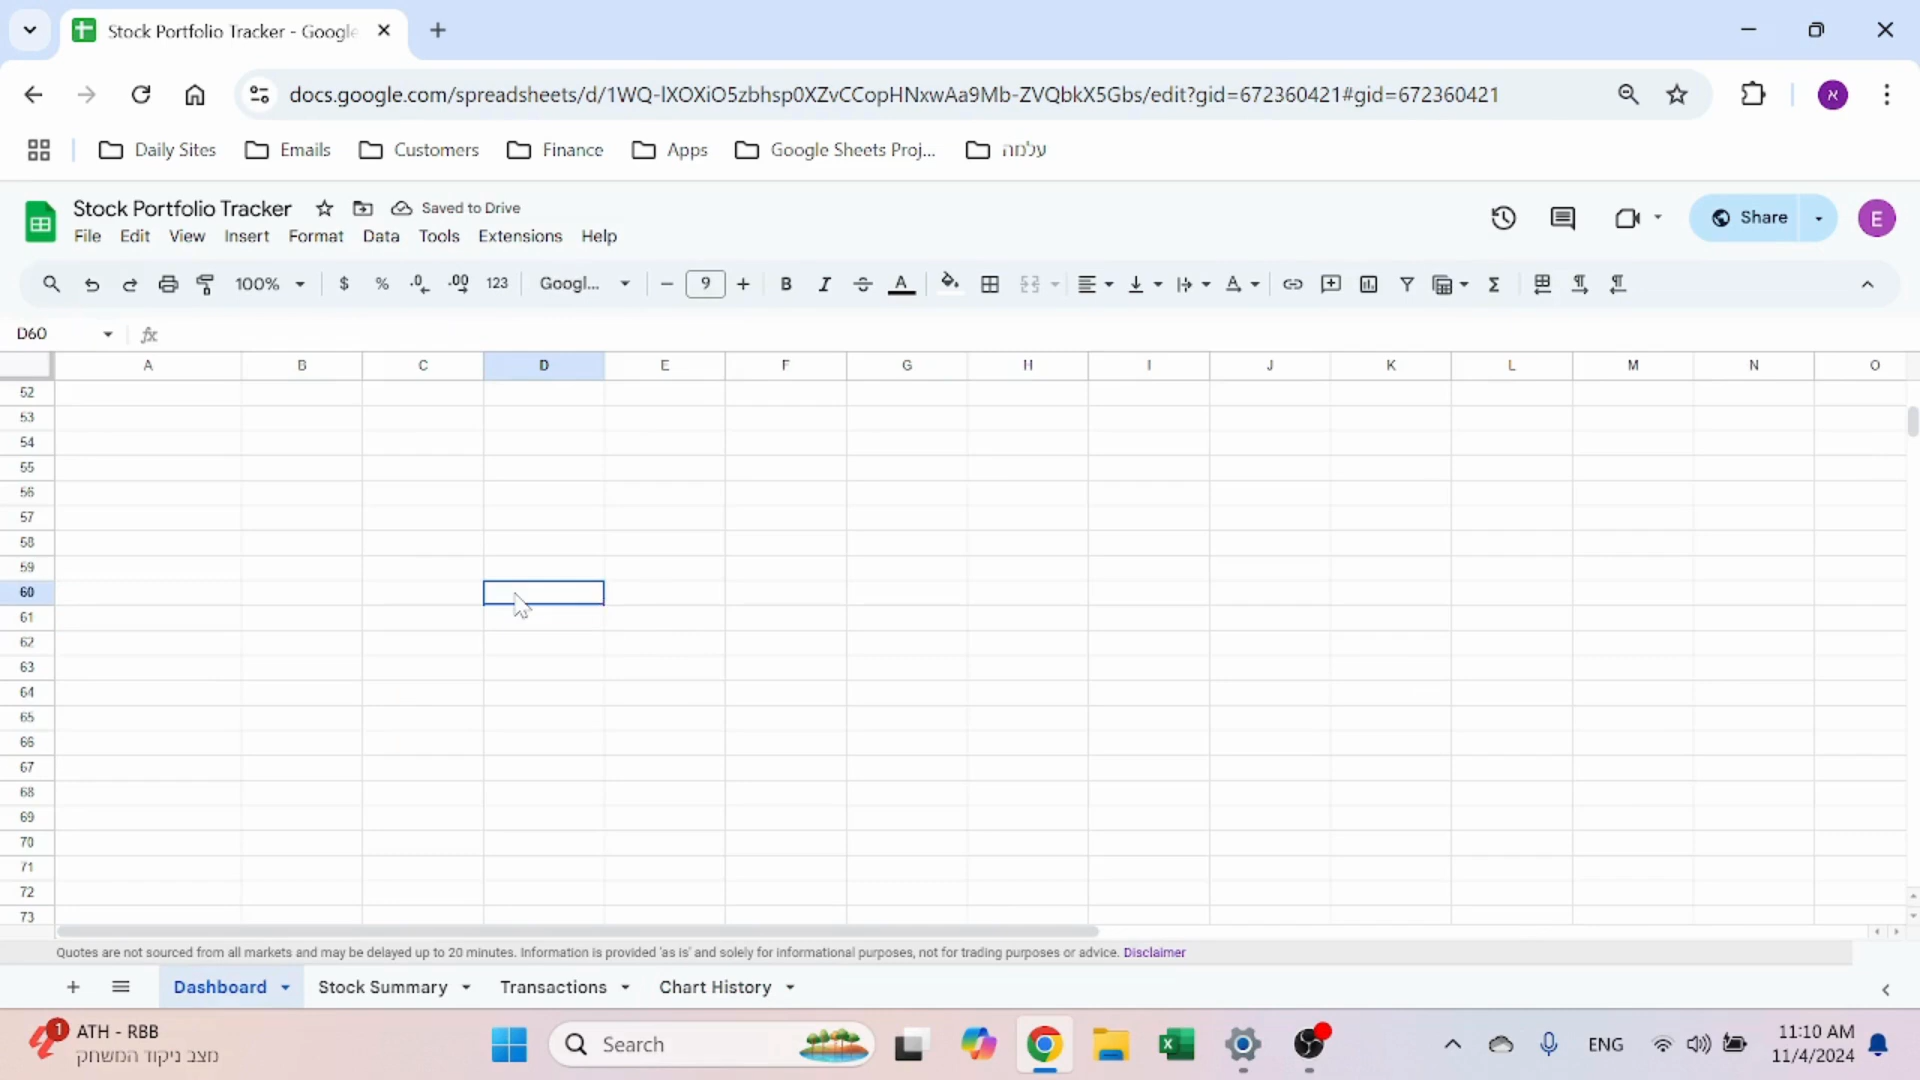 Stock Portfolio Tracker - Google
docs.google.com/spreadsheets/d/1WQ-lXOXiO5zbhsp0XZvCCopHNxwAa9Mb-ZVQbkX5Gbs/edit?gid=672360421#gid=672360421
א
Daily Sites Emails Customers Finance Apps Google Sheets Proj... עלמה
Stock Portfolio Tracker Saved to Drive
Share E
File Edit View Insert Format Data Tools Extensions Help
100% $ % .0 .00 123 Googl... − 9 + B I A
D60 fx
A B C D E F G H I J K L M N O
52
53
54
55
56
57
58
59
60
61
62
63
64
65
66
67
68
69
70
71
72
73
Quotes are not sourced from all markets and may be delayed up to 20 minutes. Information is provided 'as is' and solely for informational purposes, not for trading purposes or advice. Disclaimer
Dashboard Stock Summary Transactions Chart History
1 ATH - RBB
מצב ניקוד המשחק
Search
ENG
11:10 AM
11/4/2024